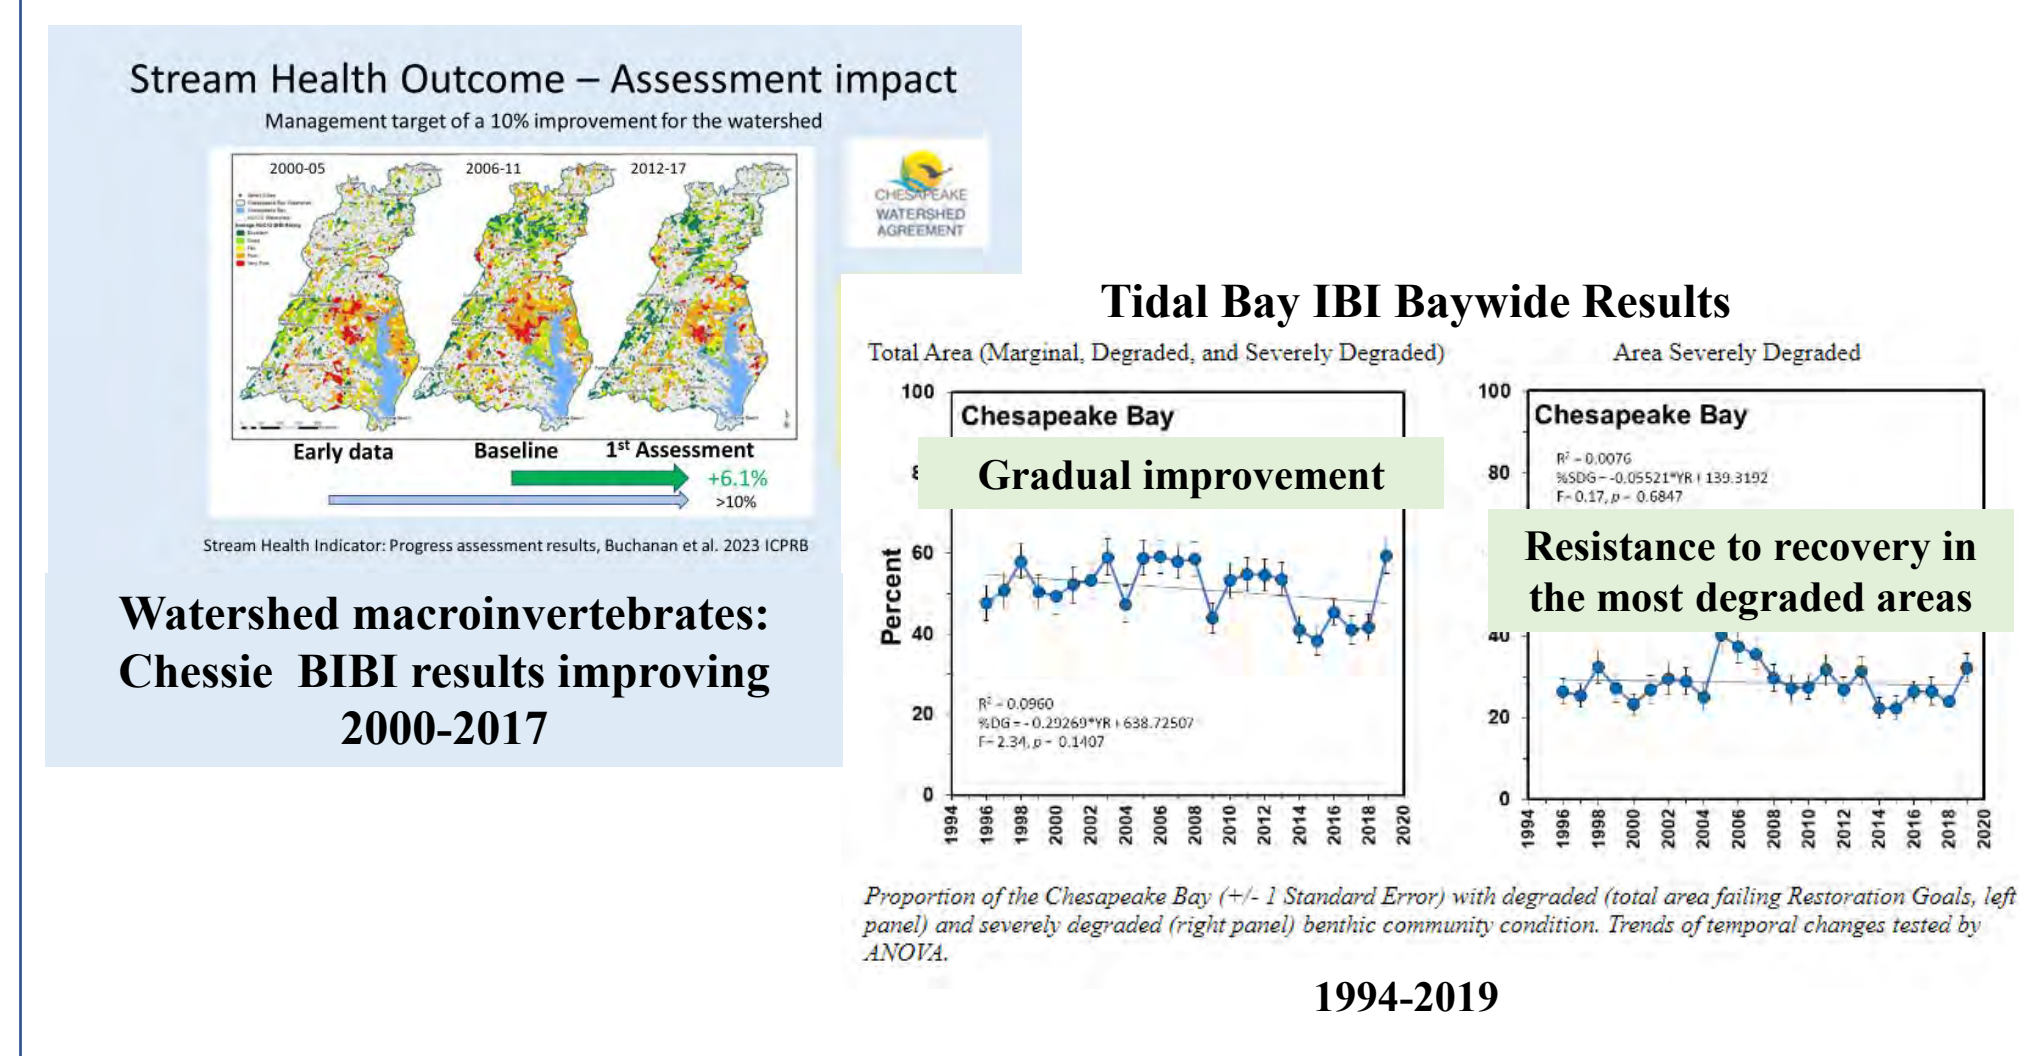 Stream Health Outcome – Assessment impact
Management target of a 10% improvement for the watershed
2000-05
2006-11
2012-17
CHESAPEAKE
WATERSHED
AGREEMENT
Early data
Baseline
1st Assessment
+6.1%
>10%
Stream Health Indicator: Progress assessment results, Buchanan et al. 2023 ICPRB
Watershed macroinvertebrates:
Chessie BIBI results improving
2000-2017
Tidal Bay IBI Baywide Results
Total Area (Marginal, Degraded, and Severely Degraded)
Chesapeake Bay
Gradual improvement
Percent
100
60
40
20
0
R² = 0.0960
%DG = -0.29269*YR + 638.72507
F= 2.34, p = 0.1407
1994 1996 1998 2000 2002 2004 2006 2008 2010 2012 2014 2016 2018 2020
Area Severely Degraded
Chesapeake Bay
R² = 0.0076
%SDG= -0.05521*YR + 139.3192
F= 0.17, p = 0.6847
Resistance to recovery in
the most degraded areas
100
80
40
20
0
1994 1996 1998 2000 2002 2004 2006 2008 2010 2012 2014 2016 2018 2020
Proportion of the Chesapeake Bay (+/- 1 Standard Error) with degraded (total area failing Restoration Goals, left
panel) and severely degraded (right panel) benthic community condition. Trends of temporal changes tested by
ANOVA.
1994-2019